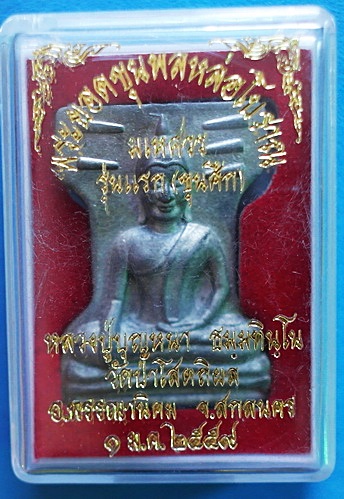 พระยอดขุนพลหล่อโบราณ
มเหศวร
รุ่นแรก (ขุนศึก)
หลวงปู่บุญหนา ธมฺมทินฺโน
วัดป่าโสตถิผล
อ.พรรณานิคม จ.สกลนคร
๑ ม.ค. ๒๕๕๗